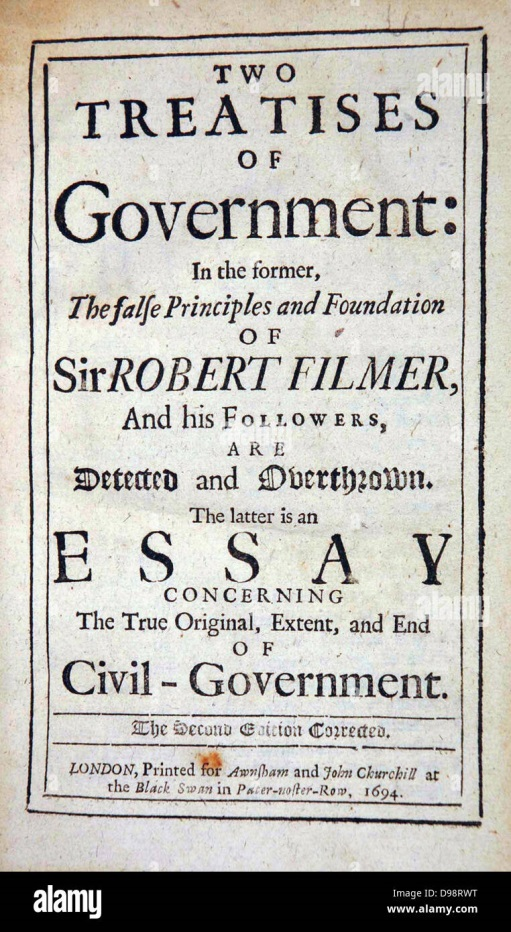 TWO
TREATISES
OF
Government:
In the former,
The falſe Principles and Foundation
OF
Sir ROBERT FILMER,
And his FOLLOWERS,
ARE
Detected and Overthrown.
The latter is an
ESSAY
CONCERNING
The True Original, Extent, and End
OF
Civil-Government.
The Second Edition Corrected.
LONDON, Printed for Awnſham and John Churchill at
the Black Swan in Pater-noſter-Row, 1694.
alamy
alamy
alamy
Image ID: D98RWT
www.alamy.com